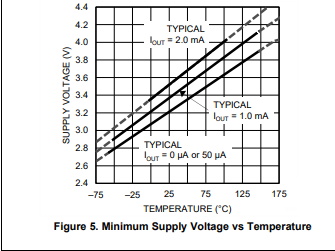 4.4
4.2
4.0
3.8
3.6
3.4
3.2
3.0
2.8
2.6
2.4
SUPPLY VOLTAGE (V)
TYPICAL
IOUT = 2.0 mA
TYPICAL
IOUT = 1.0 mA
TYPICAL
IOUT = 0 μA or 50 μA
−75 −25 25 75 125 175
TEMPERATURE (°C)
Figure 5. Minimum Supply Voltage vs Temperature